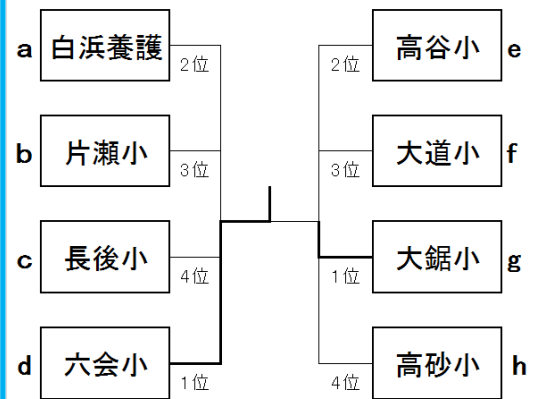 a 白浜養護 2位
b 片瀬小 3位
c 長後小 4位
d 六会小 1位
2位 高谷小 e
3位 大道小 f
1位 大鋸小 g
4位 高砂小 h